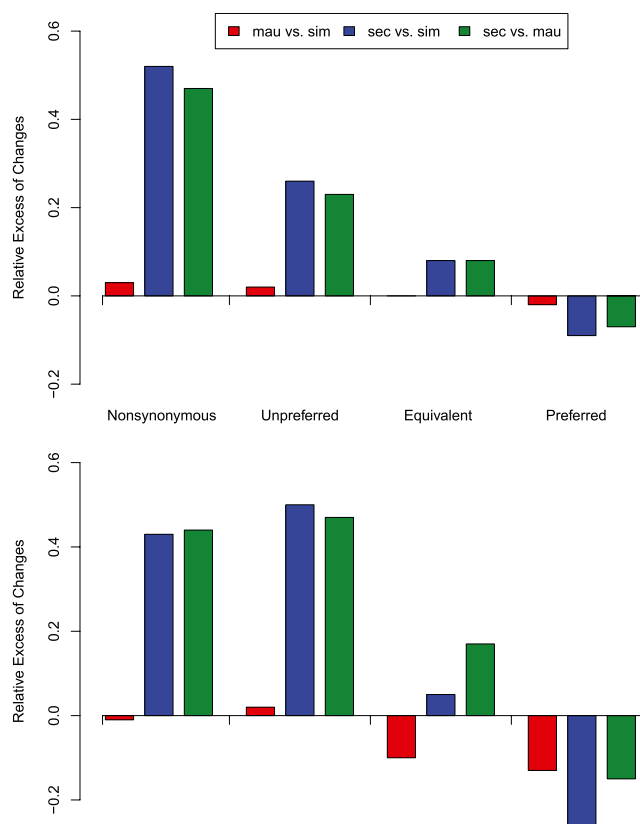 mau vs. sim sec vs. sim sec vs. mau
Relative Excess of Changes
0.6
0.4
0.2
0.0
−0.2
Nonsynonymous Unpreferred Equivalent Preferred
Relative Excess of Changes
0.6
0.4
0.2
0.0
−0.2